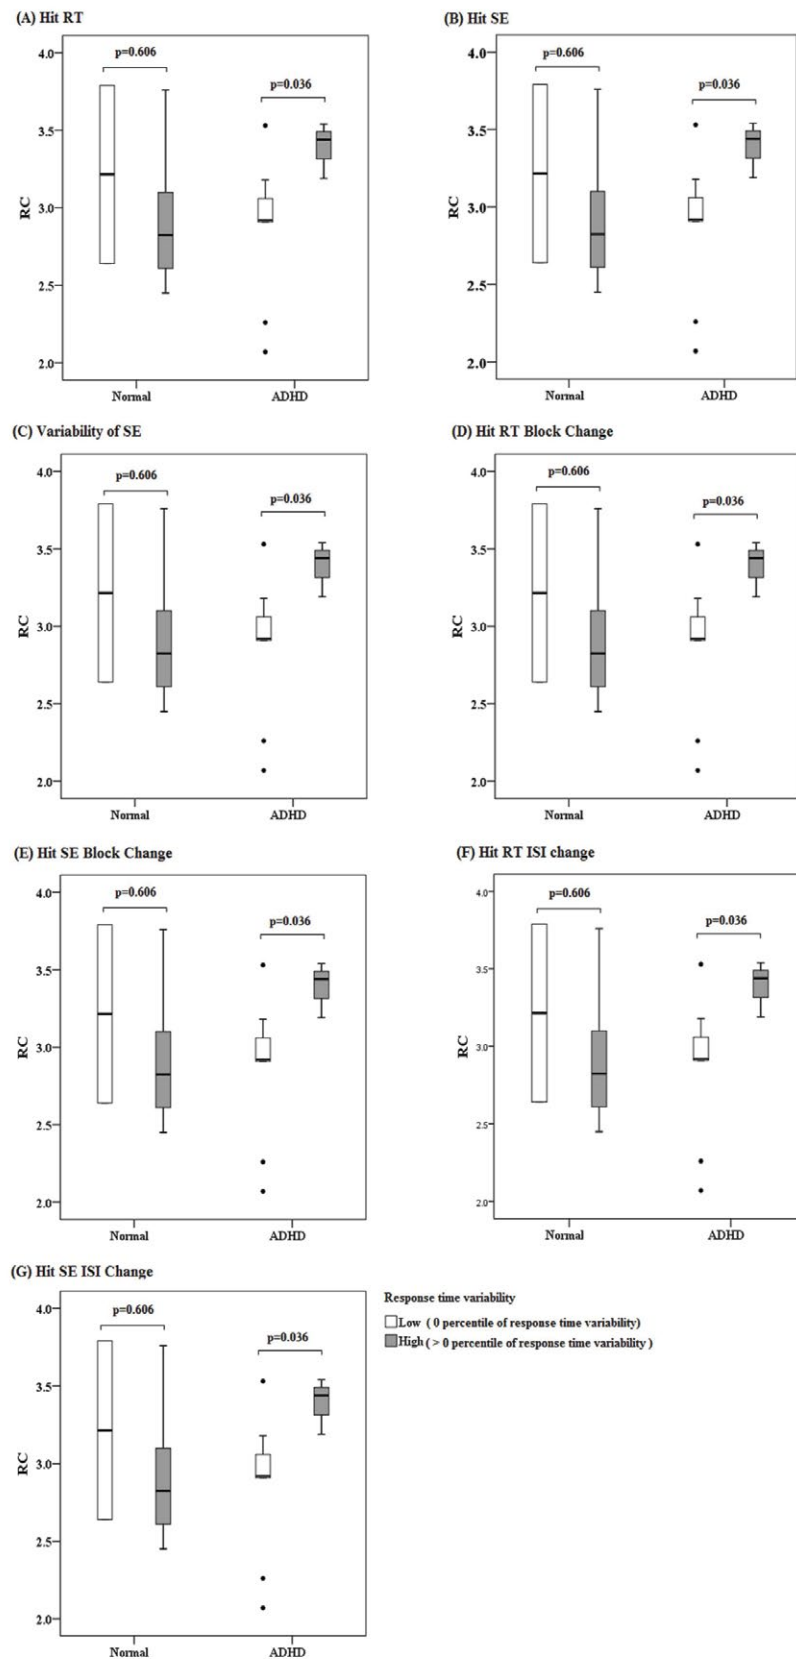 (A) Hit RT
RC
4.0
3.5
3.0
2.5
2.0
p=0.606
p=0.036
Normal
ADHD
(B) Hit SE
RC
4.0
3.5
3.0
2.5
2.0
p=0.606
p=0.036
Normal
ADHD
(C) Variability of SE
RC
4.0
3.5
3.0
2.5
2.0
p=0.606
p=0.036
Normal
ADHD
(D) Hit RT Block Change
RC
4.0
3.5
3.0
2.5
2.0
p=0.606
p=0.036
Normal
ADHD
(E) Hit SE Block Change
RC
4.0
3.5
3.0
2.5
2.0
p=0.606
p=0.036
Normal
ADHD
(F) Hit RT ISI change
RC
4.0
3.5
3.0
2.5
2.0
p=0.606
p=0.036
Normal
ADHD
(G) Hit SE ISI Change
RC
4.0
3.5
3.0
2.5
2.0
p=0.606
p=0.036
Normal
ADHD
Response time variability
Low ( 0 percentile of response time variability)
High ( > 0 percentile of response time variability )